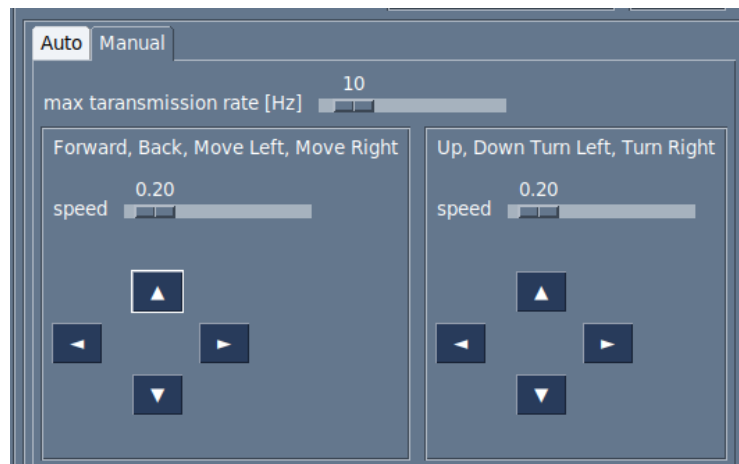 Auto Manual
10
max taransmission rate [Hz]
Forward, Back, Move Left, Move Right
0.20
speed
Up, Down Turn Left, Turn Right
0.20
speed